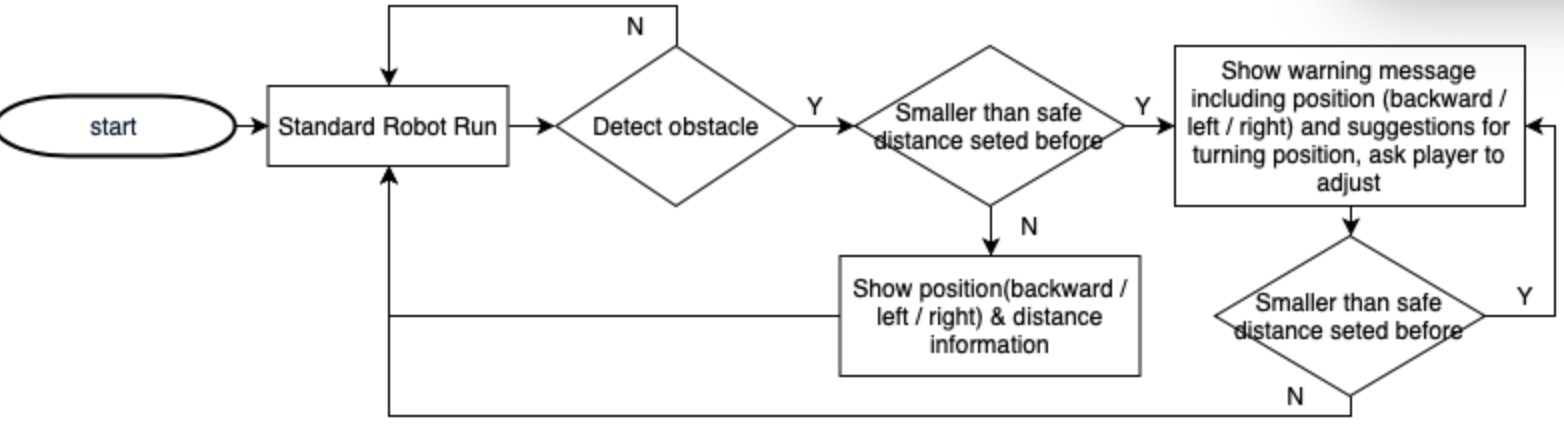 N
start
Standard Robot Run
Detect obstacle
Y
Smaller than safe
distance seted before
Y
Show warning message
including position (backward /
left / right) and suggestions for
turning position, ask player to
adjust
N
Show position(backward /
left / right) & distance
information
Smaller than safe
distance seted before
Y
N